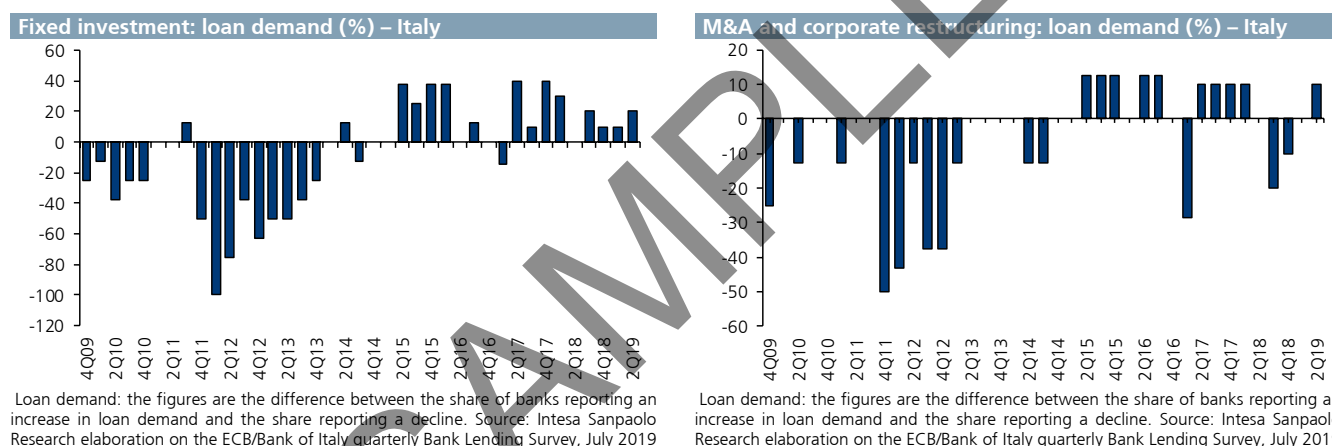 Fixed investment: loan demand (%) – Italy
60
40
20
0
-20
-40
-60
-80
-100
-120
4Q09 2Q10 4Q10 2Q11 4Q11 2Q12 4Q12 2Q13 4Q13 2Q14 4Q14 2Q15 4Q15 2Q16 4Q16 2Q17 4Q17 2Q18 4Q18 2Q19
Loan demand: the figures are the difference between the share of banks reporting an
increase in loan demand and the share reporting a decline. Source: Intesa Sanpaolo
Research elaboration on the ECB/Bank of Italy quarterly Bank Lending Survey, July 2019
M&A and corporate restructuring: loan demand (%) – Italy
20
10
0
-10
-20
-30
-40
-50
-60
4Q09 2Q10 4Q10 2Q11 4Q11 2Q12 4Q12 2Q13 4Q13 2Q14 4Q14 2Q15 4Q15 2Q16 4Q16 2Q17 4Q17 2Q18 4Q18 2Q19
Loan demand: the figures are the difference between the share of banks reporting a
increase in loan demand and the share reporting a decline. Source: Intesa Sanpaol
Research elaboration on the ECB/Bank of Italy quarterly Bank Lending Survey, July 201
SAMPLE